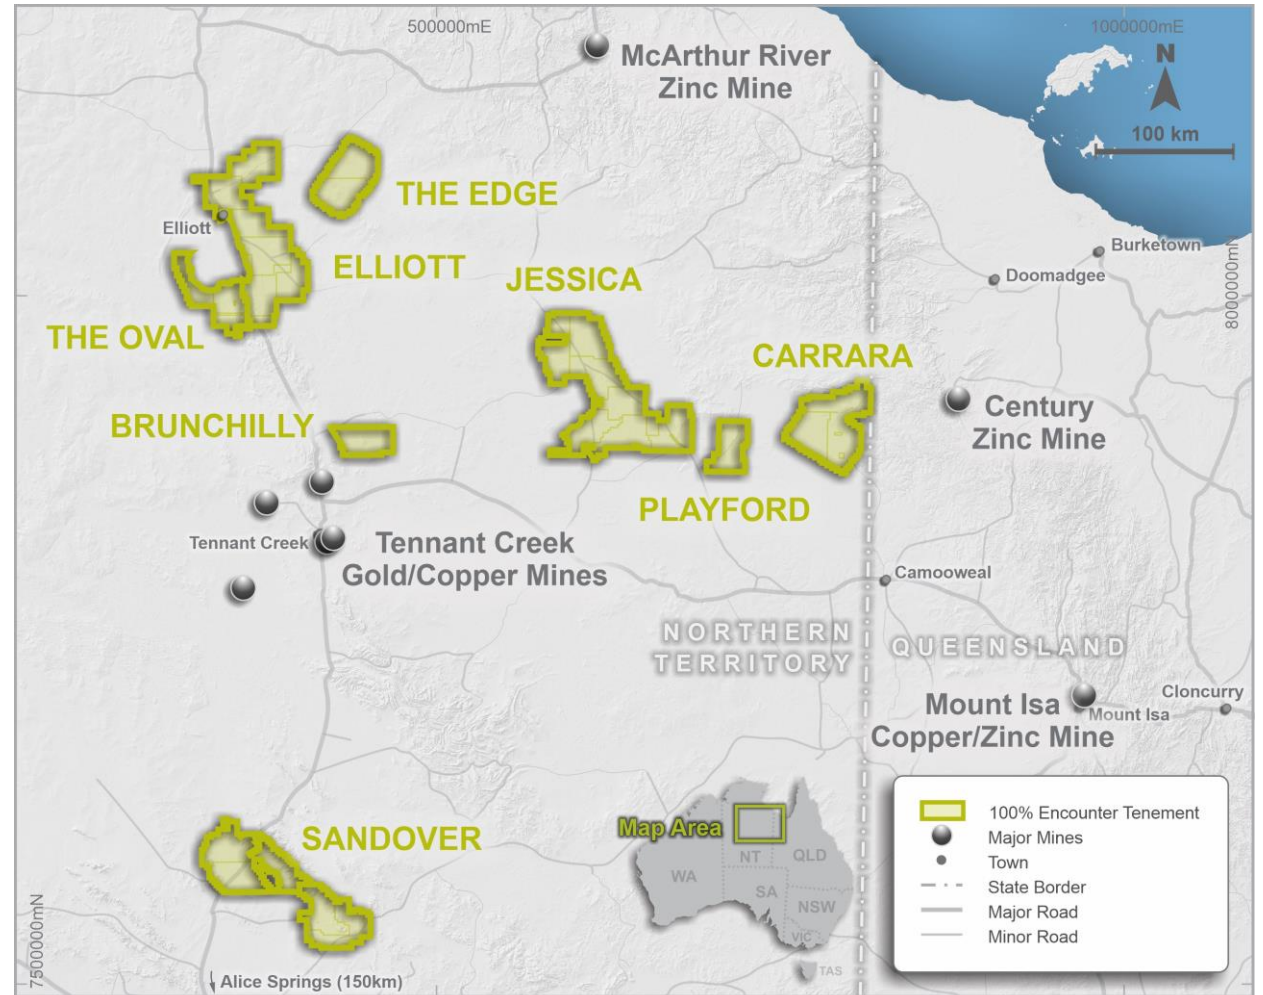 500000mE
1000000mE
N
McArthur River
Zinc Mine
100 km
THE EDGE
Elliott
Burketown
ELLIOTT
JESSICA
Doomadgee
8000000mN
THE OVAL
CARRARA
BRUNCHILLY
Century
Zinc Mine
PLAYFORD
Tennant Creek
Tennant Creek
Gold/Copper Mines
Camooweal
NORTHERN
TERRITORY
QUEENSLAND
Mount Isa
Copper/Zinc Mine
Mount Isa
Cloncurry
SANDOVER
Map Area
WA
NT
QLD
SA
NSW
VIC
TAS
100% Encounter Tenement
Major Mines
Town
State Border
Major Road
Minor Road
7500000mN
Alice Springs (150km)